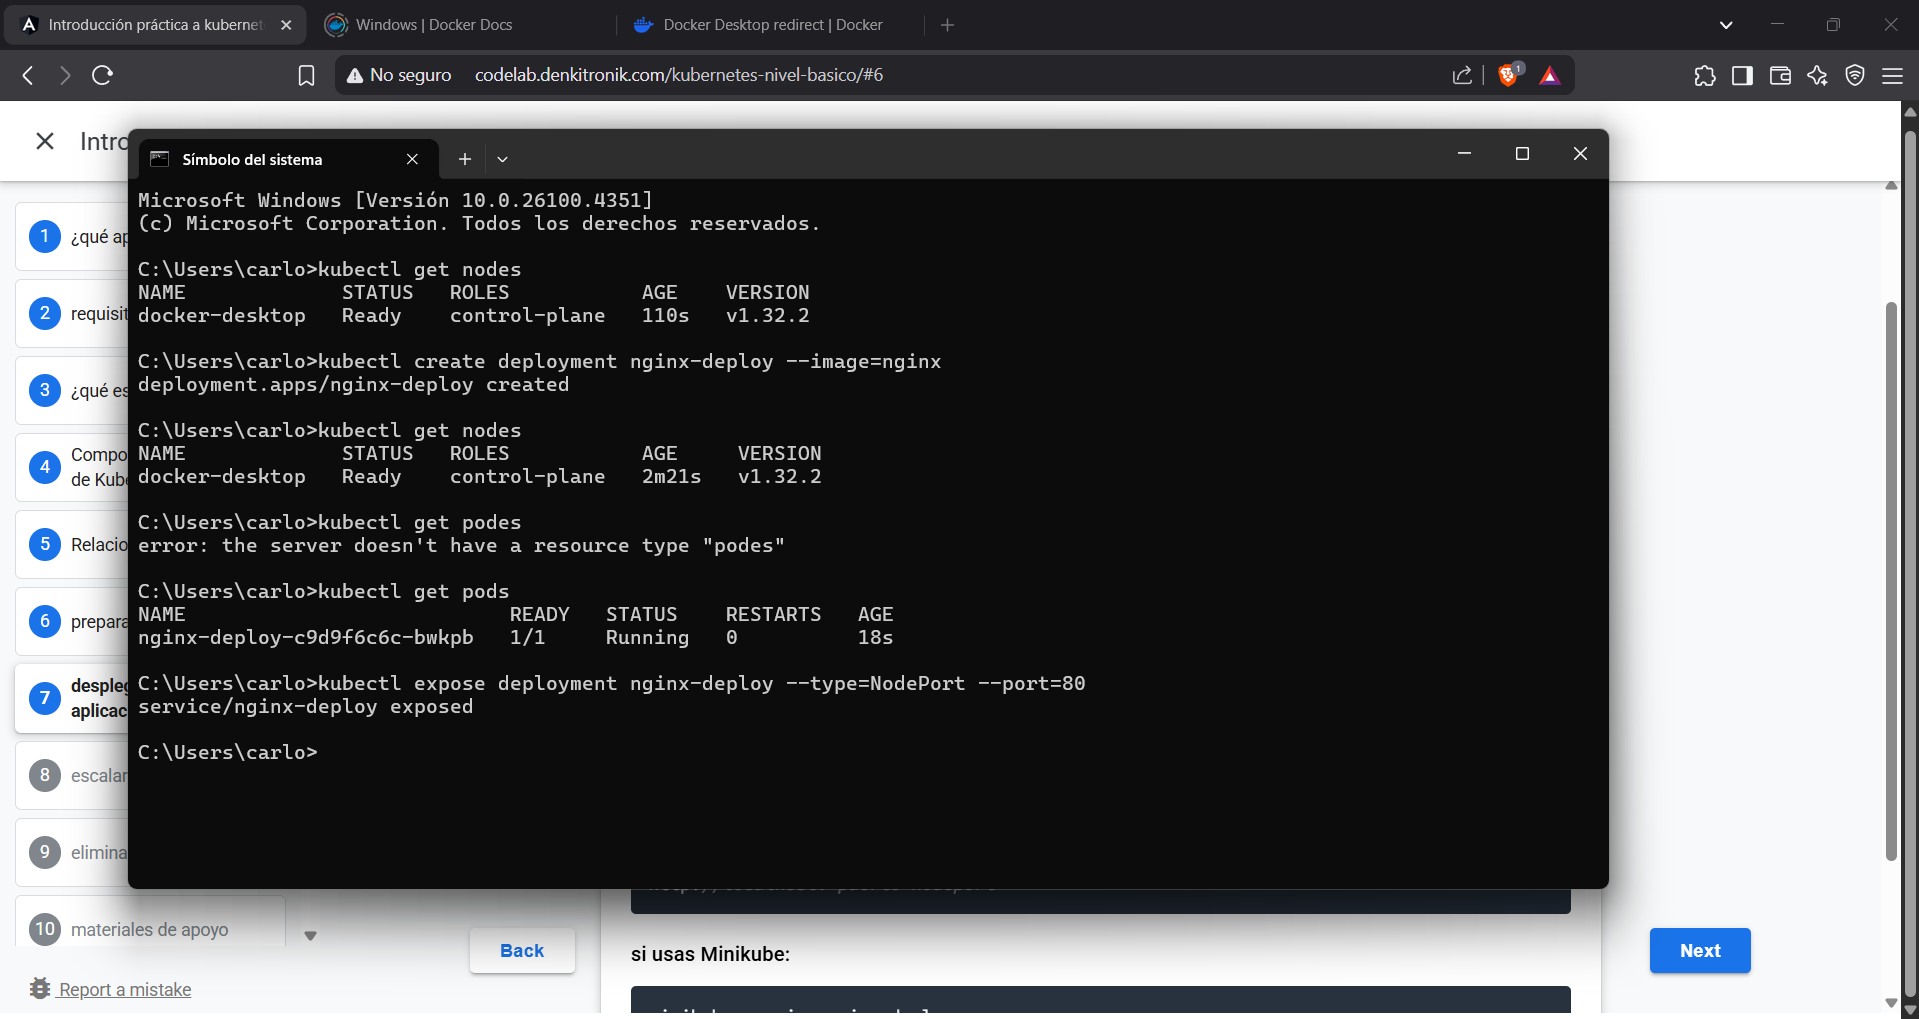 Introducción práctica a kubernet
Windows | Docker Docs
Docker Desktop redirect | Docker
No seguro
codelab.denkitronik.com/kubernetes-nivel-basico/#6
1
Intro
Símbolo del sistema
Microsoft Windows [Versión 10.0.26100.4351]
(c) Microsoft Corporation. Todos los derechos reservados.
C:\Users\carlo>kubectl get nodes
NAME STATUS ROLES AGE VERSION
docker-desktop Ready control-plane 110s v1.32.2
C:\Users\carlo>kubectl create deployment nginx-deploy --image=nginx
deployment.apps/nginx-deploy created
C:\Users\carlo>kubectl get nodes
NAME STATUS ROLES AGE VERSION
docker-desktop Ready control-plane 2m21s v1.32.2
C:\Users\carlo>kubectl get podes
error: the server doesn't have a resource type "podes"
C:\Users\carlo>kubectl get pods
NAME READY STATUS RESTARTS AGE
nginx-deploy-c9d9f6c6c-bwkpb 1/1 Running 0 18s
C:\Users\carlo>kubectl expose deployment nginx-deploy --type=NodePort --port=80
service/nginx-deploy exposed
C:\Users\carlo>
1 ¿qué ap
2 requisit
3 ¿qué es
4 Compo
de Kube
5 Relacio
6 prepara
7 despleg
aplicac
8 escalar
9 elimina
10 materiales de apoyo
Report a mistake
Back
si usas Minikube:
Next